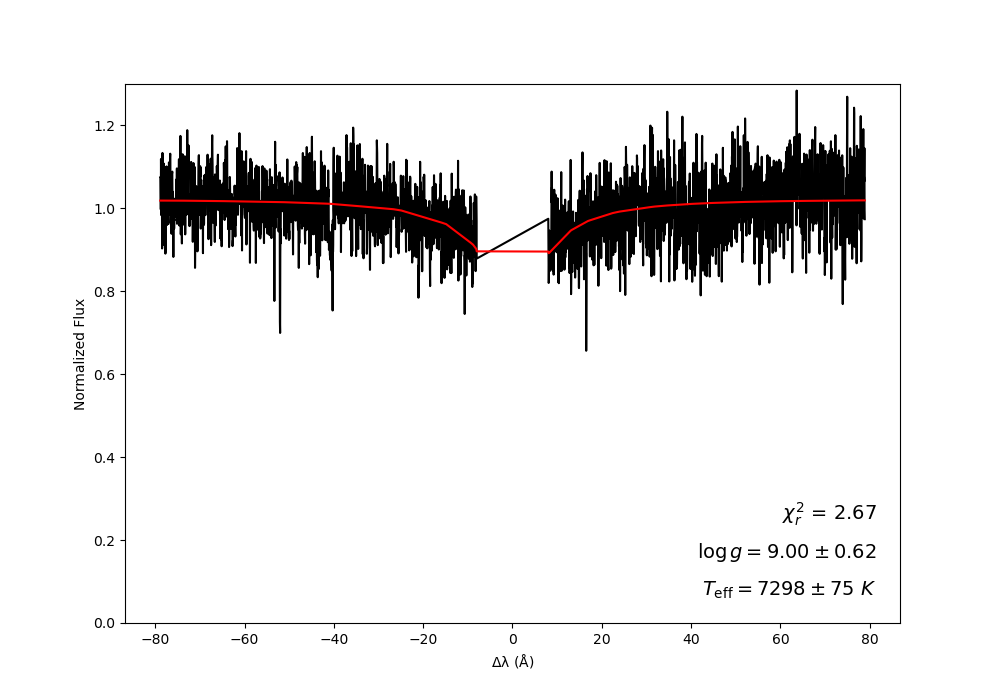 1.2
1.0
0.8
0.6
0.4
0.2
0.0
Normalized Flux
χ²ᵣ = 2.67
log g = 9.00 ± 0.62
T_eff = 7298 ± 75 K
−80 −60 −40 −20 0 20 40 60 80
Δλ (Å)